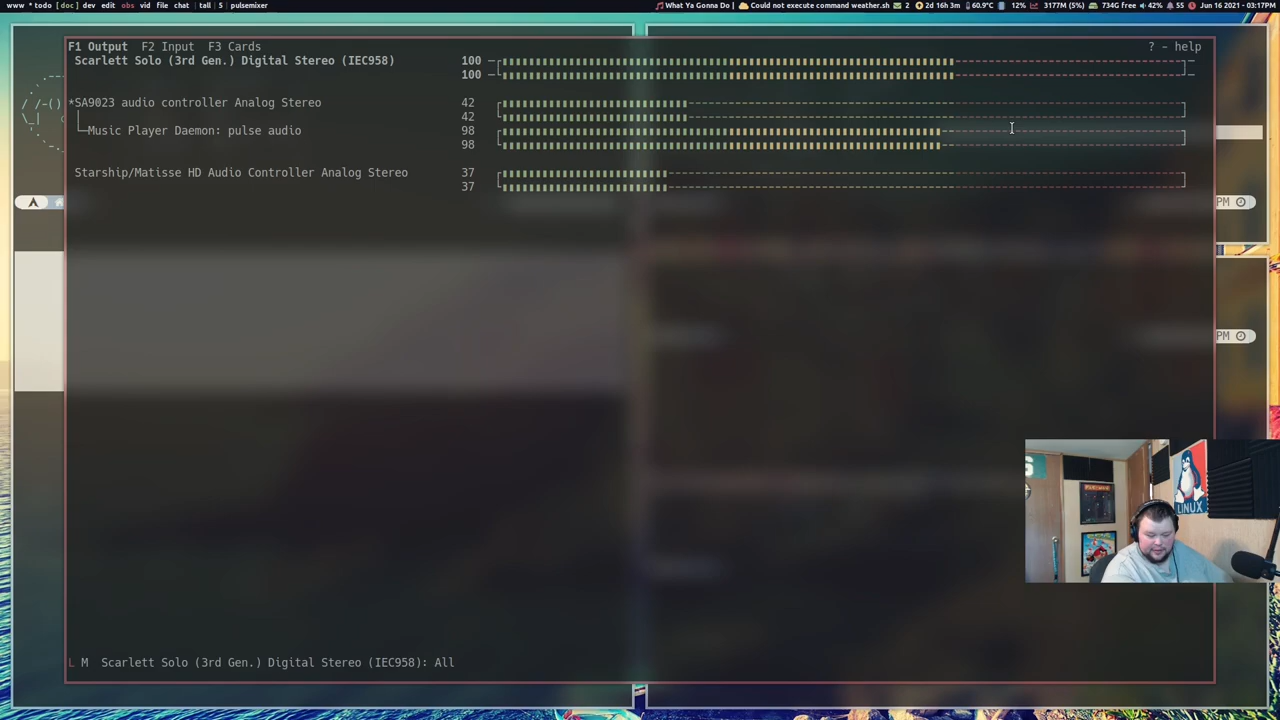 www * todo [ doc ] dev edit obs vid file chat | tall | 5 | pulsemixer
What Ya Gonna Do | Could not execute command weather.sh 2 2d 16h 3m 60.9°C 12% 3177M (5%) 734G free 42% 55 Jun 16 2021 - 03:17PM
F1 Output F2 Input F3 Cards ? - help
Scarlett Solo (3rd Gen.) Digital Stereo (IEC958) 100
100
*SA9023 audio controller Analog Stereo 42
42
Music Player Daemon: pulse audio 98
98
Starship/Matisse HD Audio Controller Analog Stereo 37
37
PM
PM
LINUX
L M Scarlett Solo (3rd Gen.) Digital Stereo (IEC958): All